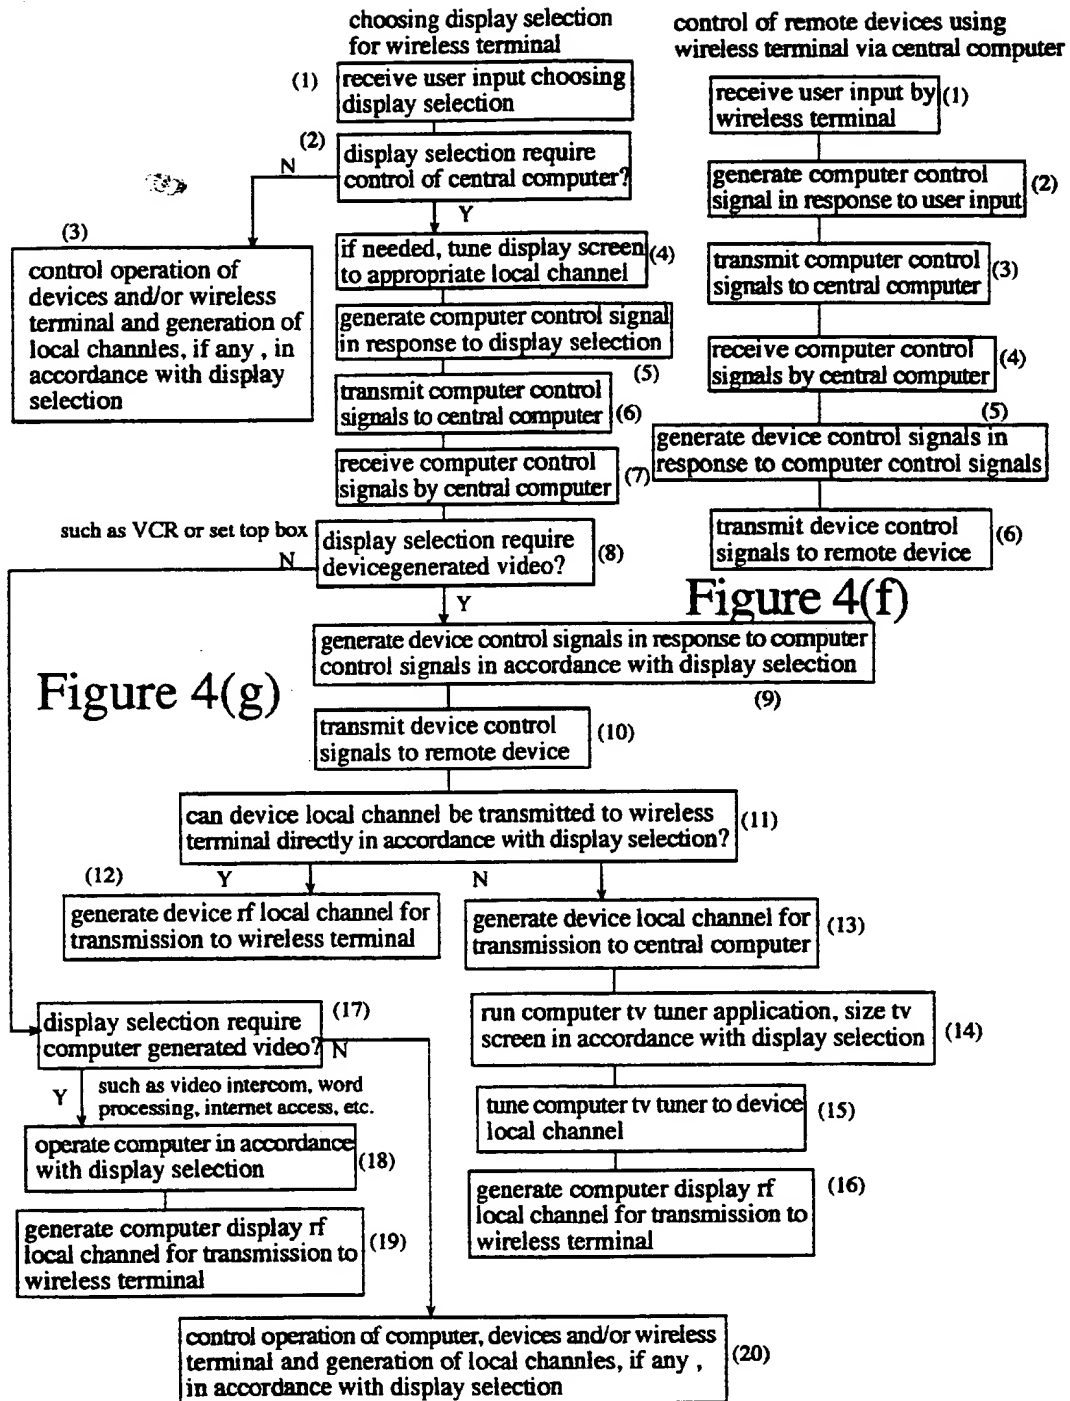 choosing display selection
for wireless terminal
(1)
receive user input choosing
display selection
(2)
display selection require
control of central computer?
N
Y
(3)
control operation of
devices and/or wireless
terminal and generation of
local channles, if any , in
accordance with display
selection
if needed, tune display screen
to appropriate local channel
(4)
generate computer control signal
in response to display selection
(5)
transmit computer control
signals to central computer
(6)
receive computer control
signals by central computer
(7)
such as VCR or set top box
N
display selection require
devicegenerated video?
(8)
Y
generate device control signals in response to computer
control signals in accordance with display selection
(9)
Figure 4(g)
transmit device control
signals to remote device
(10)
can device local channel be transmitted to wireless
terminal directly in accordance with display selection?
(11)
(12)
Y
N
generate device rf local channel for
transmission to wireless terminal
generate device local channel for
transmission to central computer
(13)
run computer tv tuner application, size tv
screen in accordance with display selection
(14)
tune computer tv tuner to device
local channel
(15)
generate computer display rf
local channel for transmission to
wireless terminal
(16)
display selection require
computer generated video?
(17)
N
Y
such as video intercom, word
processing, internet access, etc.
operate computer in accordance
with display selection
(18)
generate computer display rf
local channel for transmission to
wireless terminal
(19)
control operation of computer, devices and/or wireless
terminal and generation of local channles, if any ,
in accordance with display selection
(20)
control of remote devices using
wireless terminal via central computer
receive user input by
wireless terminal
(1)
generate computer control
signal in response to user input
(2)
transmit computer control
signals to central computer
(3)
receive computer control
signals by central computer
(4)
(5)
generate device control signals in
response to computer control signals
transmit device control
signals to remote device
(6)
Figure 4(f)